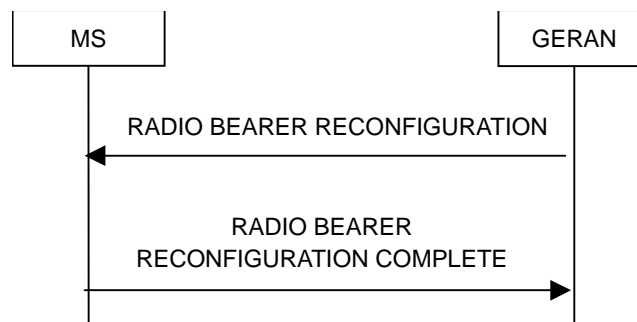 MS
GERAN
RADIO BEARER RECONFIGURATION
RADIO BEARER
RECONFIGURATION COMPLETE